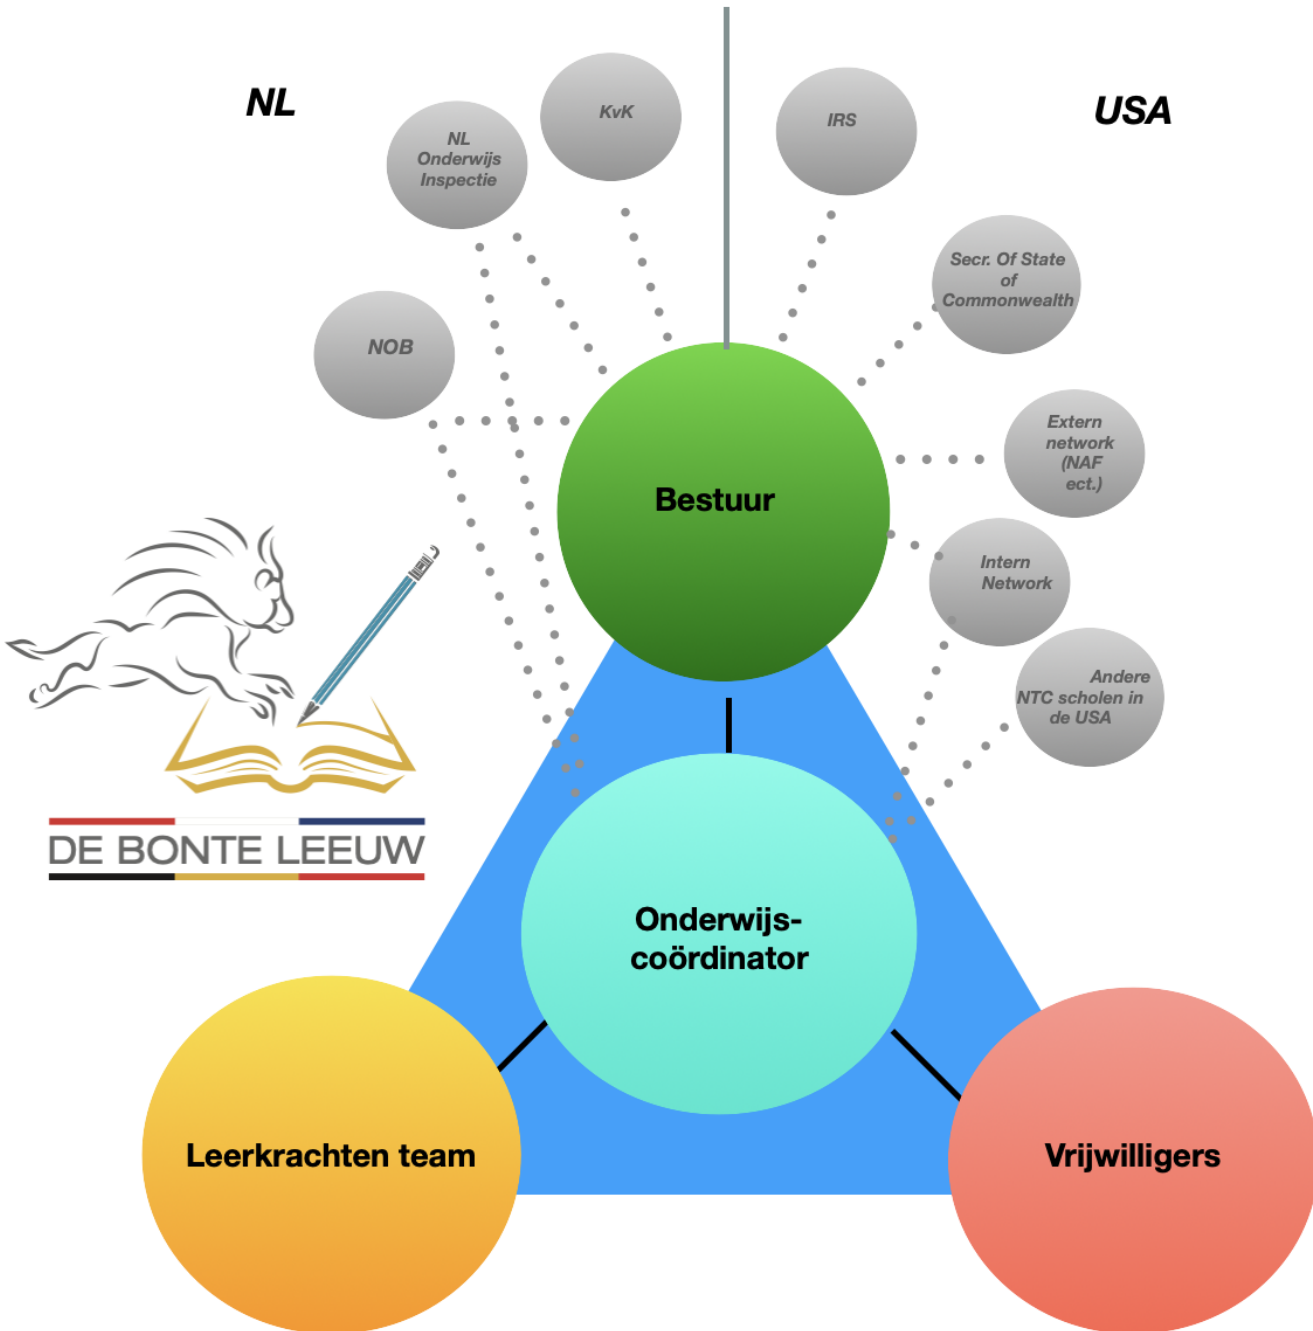 NL
USA
KvK
IRS
NL
Onderwijs
Inspectie
Secr. Of State
of
Commonwealth
NOB
Extern
network
(NAF
ect.)
Bestuur
Intern
Network
Andere
NTC scholen in
de USA
DE BONTE LEEUW
Onderwijs-
coördinator
Leerkrachten team
Vrijwilligers